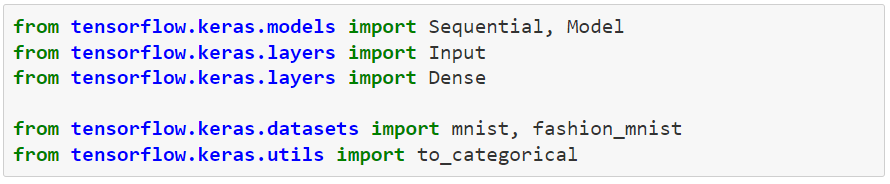 from tensorflow.keras.models import Sequential, Model
from tensorflow.keras.layers import Input
from tensorflow.keras.layers import Dense
from tensorflow.keras.datasets import mnist, fashion_mnist
from tensorflow.keras.utils import to_categorical